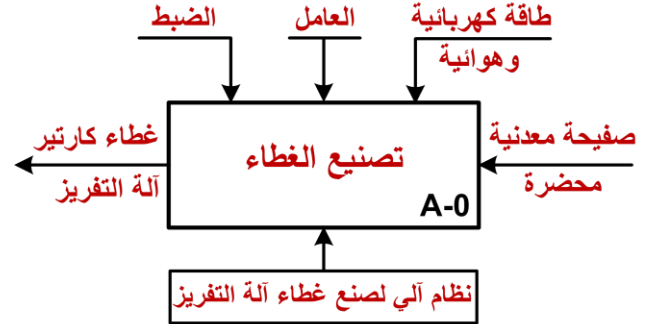 طاقة كهربائية
وهوائية
العامل
الضبط
صفيحة معدنية
محضرة
تصنيع الغطاء
A-0
غطاء كارتير
آلة التفريز
نظام آلي لصنع غطاء آلة التفريز